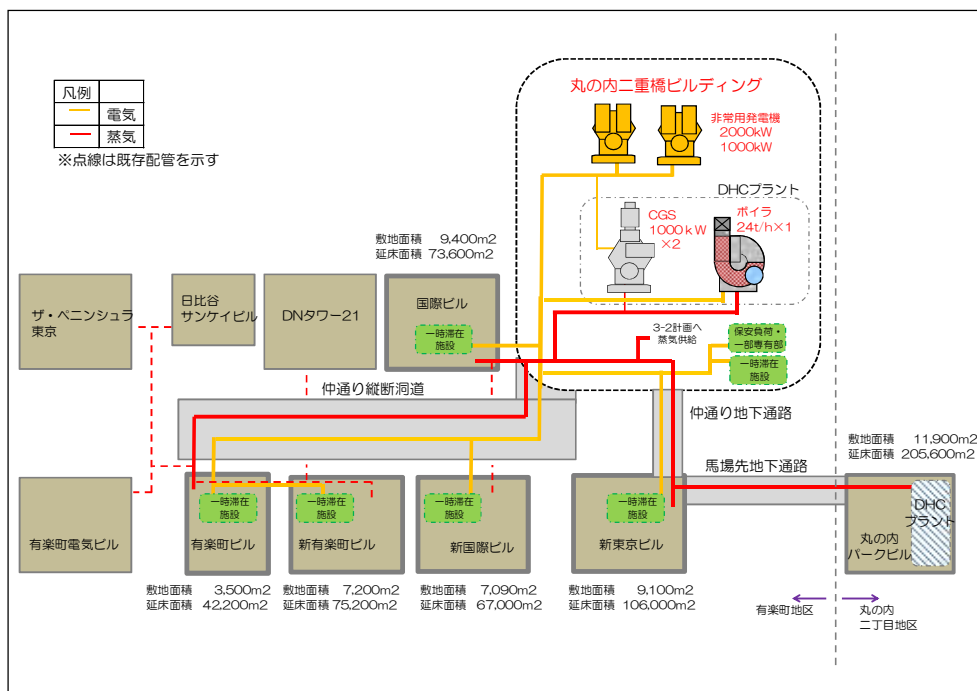 凡例
電気
蒸気
※点線は既存配管を示す
丸の内二重橋ビルディング
非常用発電機
2000kW
1000kW
DHCプラント
CGS
1000kW
×2
ボイラ
24t/h×1
敷地面積 9,400m2
延床面積 73,600m2
国際ビル
一時滞在
施設
3-2計画へ
蒸気供給
保安負荷・
一部専有部
一時滞在
施設
ザ・ペニンシュラ
東京
日比谷
サンケイビル
DNタワー21
仲通り縦断洞道
仲通り地下通路
馬場先地下通路
敷地面積 11,900m2
延床面積 205,600m2
有楽町電気ビル
一時滞在
施設
有楽町ビル
一時滞在
施設
新有楽町ビル
一時滞在
施設
新国際ビル
一時滞在
施設
新東京ビル
DHC
プラント
丸の内
パークビル
敷地面積 3,500m2
延床面積 42,200m2
敷地面積 7,200m2
延床面積 75,200m2
敷地面積 7,090m2
延床面積 67,000m2
敷地面積 9,100m2
延床面積 106,000m2
有楽町地区
丸の内
二丁目地区